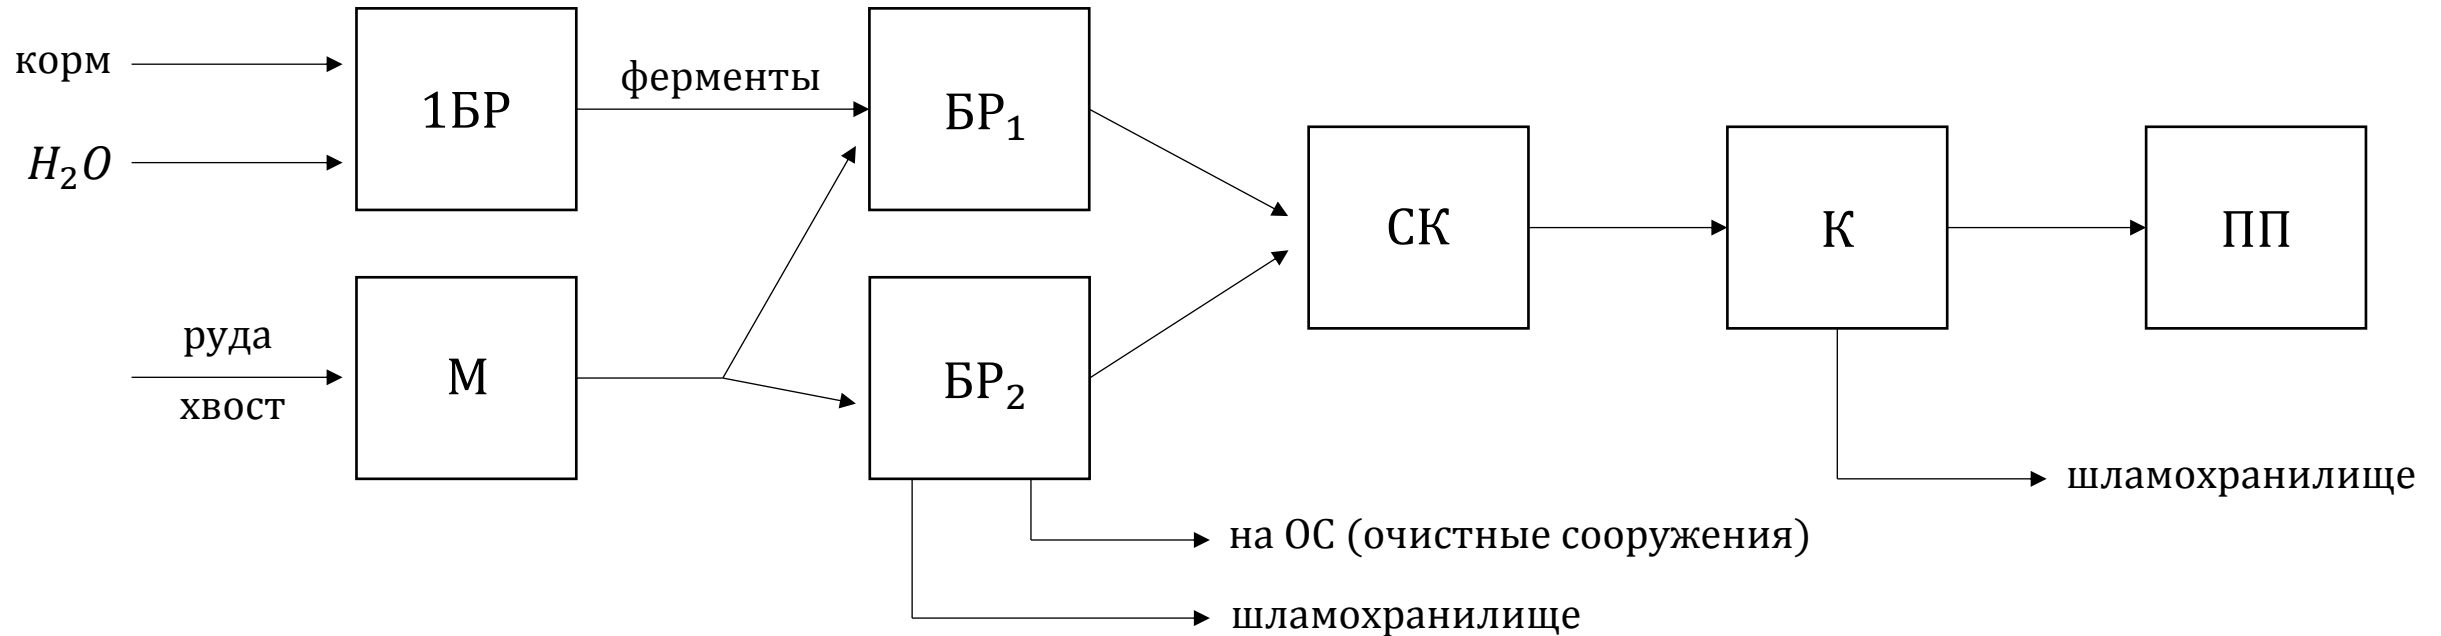 корм
H₂O
1БР
ферменты
БР₁
СК
К
ПП
руда
хвост
М
БР₂
шламохранилище
на ОС (очистные сооружения)
шламохранилище